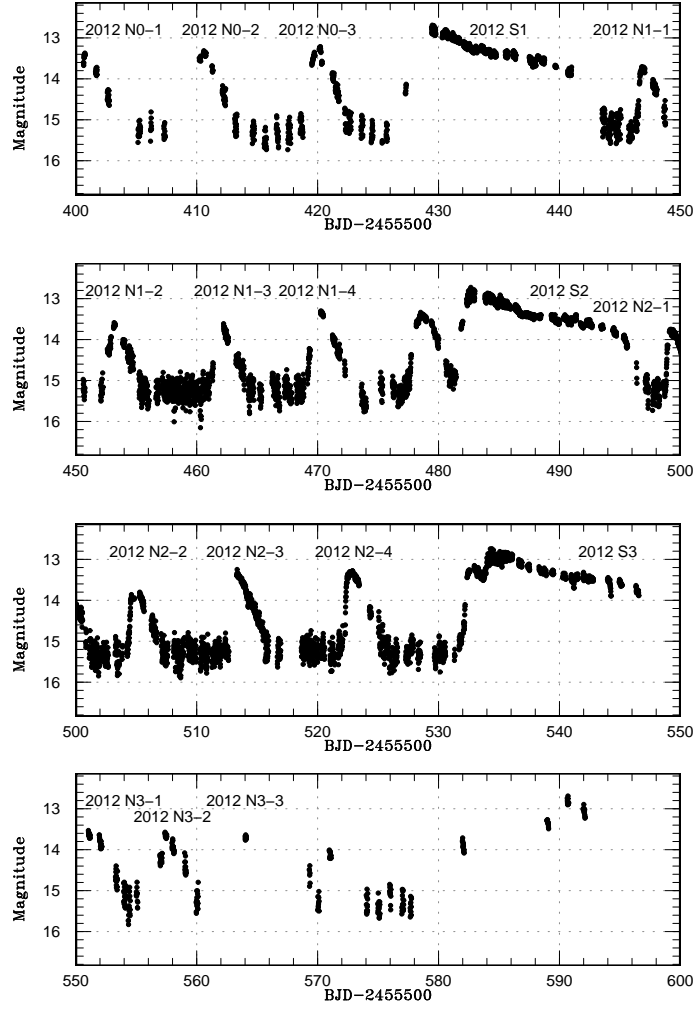 2012 N0−1 2012 N0−2 2012 N0−3 2012 S1 2012 N1−1
13
14
15
16
Magnitude
400 410 420 430 440 450
BJD−2455500
2012 N1−2 2012 N1−3 2012 N1−4 2012 S2
2012 N2−1
13
14
15
16
Magnitude
450 460 470 480 490 500
BJD−2455500
2012 N2−2 2012 N2−3 2012 N2−4 2012 S3
13
14
15
16
Magnitude
500 510 520 530 540 550
BJD−2455500
2012 N3−1 2012 N3−3
2012 N3−2
13
14
15
16
Magnitude
550 560 570 580 590 600
BJD−2455500